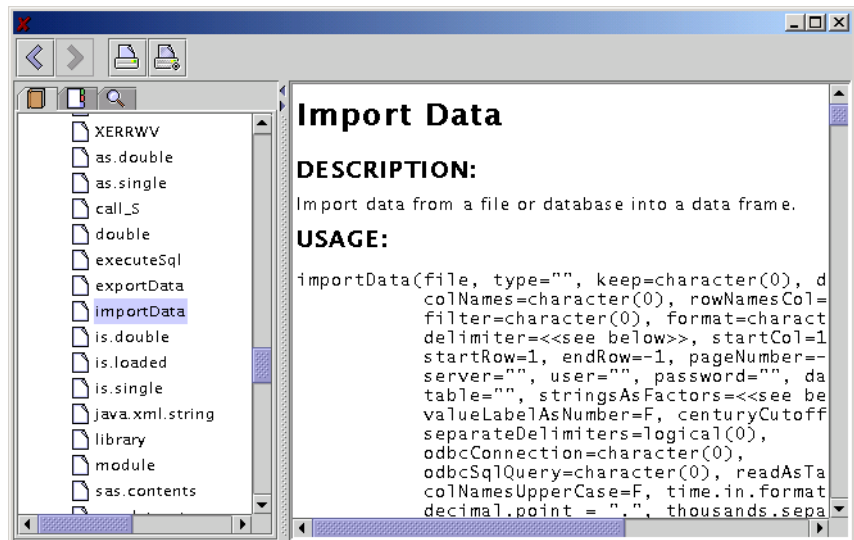 XERRWV
as.double
as.single
call_S
double
executeSql
exportData
importData
is.double
is.loaded
is.single
java.xml.string
library
module
sas.contents
Import Data
DESCRIPTION:
Import data from a file or database into a data frame.
USAGE:
importData(file, type="", keep=character(0), d
colNames=character(0), rowNamesCol=
filter=character(0), format=charact
delimiter=<<see below>>, startCol=1
startRow=1, endRow=-1, pageNumber=-
server="", user="", password="", da
table="", stringsAsFactors=<<see be
valueLabelAsNumber=F, centuryCutoff
separateDelimiters=logical(0),
odbcConnection=character(0),
odbcSqlQuery=character(0), readAsTa
colNamesUpperCase=F, time.in.format
decimal.point = ".", thousands.sepa